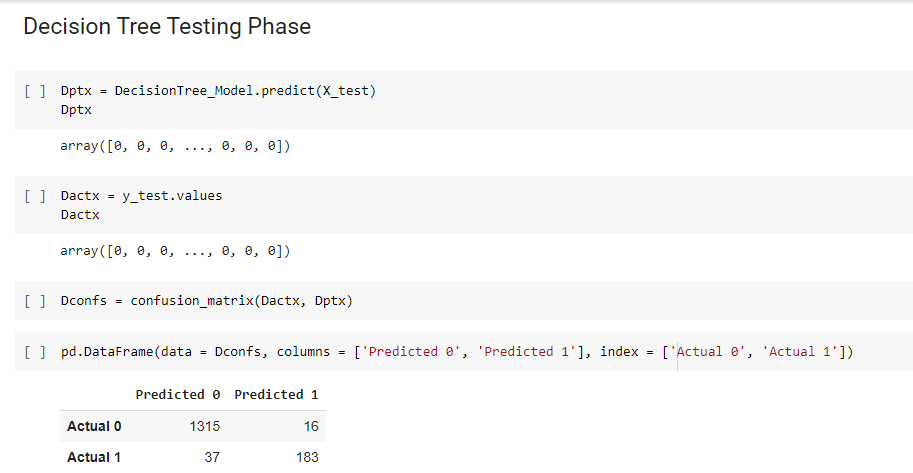 Decision Tree Testing Phase
[ ] Dptx = DecisionTree_Model.predict(X_test)
Dptx
array([0, 0, 0, ..., 0, 0, 0])
[ ] Dactx = y_test.values
Dactx
array([0, 0, 0, ..., 0, 0, 0])
[ ] Dconfs = confusion_matrix(Dactx, Dptx)
[ ] pd.DataFrame(data = Dconfs, columns = ['Predicted 0', 'Predicted 1'], index = ['Actual 0', 'Actual 1'])
Predicted 0 Predicted 1
Actual 0 1315 16
Actual 1 37 183